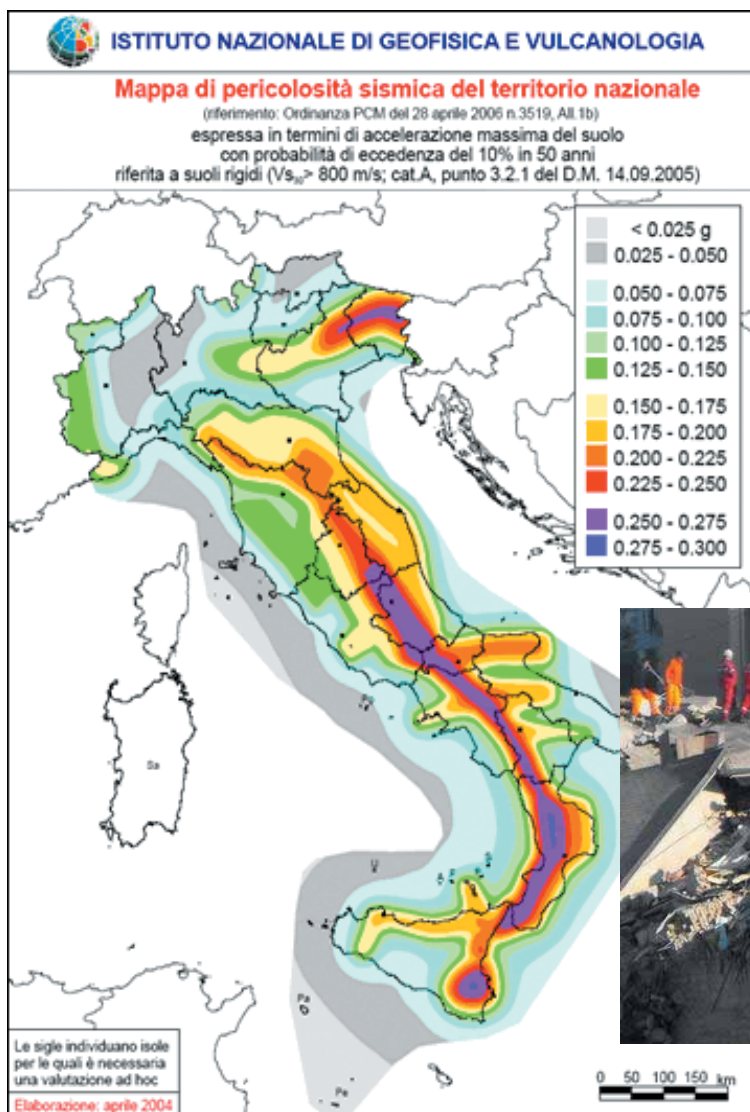 ISTITUTO NAZIONALE DI GEOFISICA E VULCANOLOGIA
Mappa di pericolosità sismica del territorio nazionale
(riferimento: Ordinanza PCM del 28 aprile 2006 n.3519, All.1b)
espressa in termini di accelerazione massima del suolo
con probabilità di eccedenza del 10% in 50 anni
riferita a suoli rigidi (Vs₃₀> 800 m/s; cat.A, punto 3.2.1 del D.M. 14.09.2005)
< 0.025 g
0.025 - 0.050
0.050 - 0.075
0.075 - 0.100
0.100 - 0.125
0.125 - 0.150
0.150 - 0.175
0.175 - 0.200
0.200 - 0.225
0.225 - 0.250
0.250 - 0.275
0.275 - 0.300
Sa
U
A
Pa
Pe
Le sigle individuano isole
per le quali è necessaria
una valutazione ad hoc
Elaborazione: aprile 2004
0 50 100 150 km